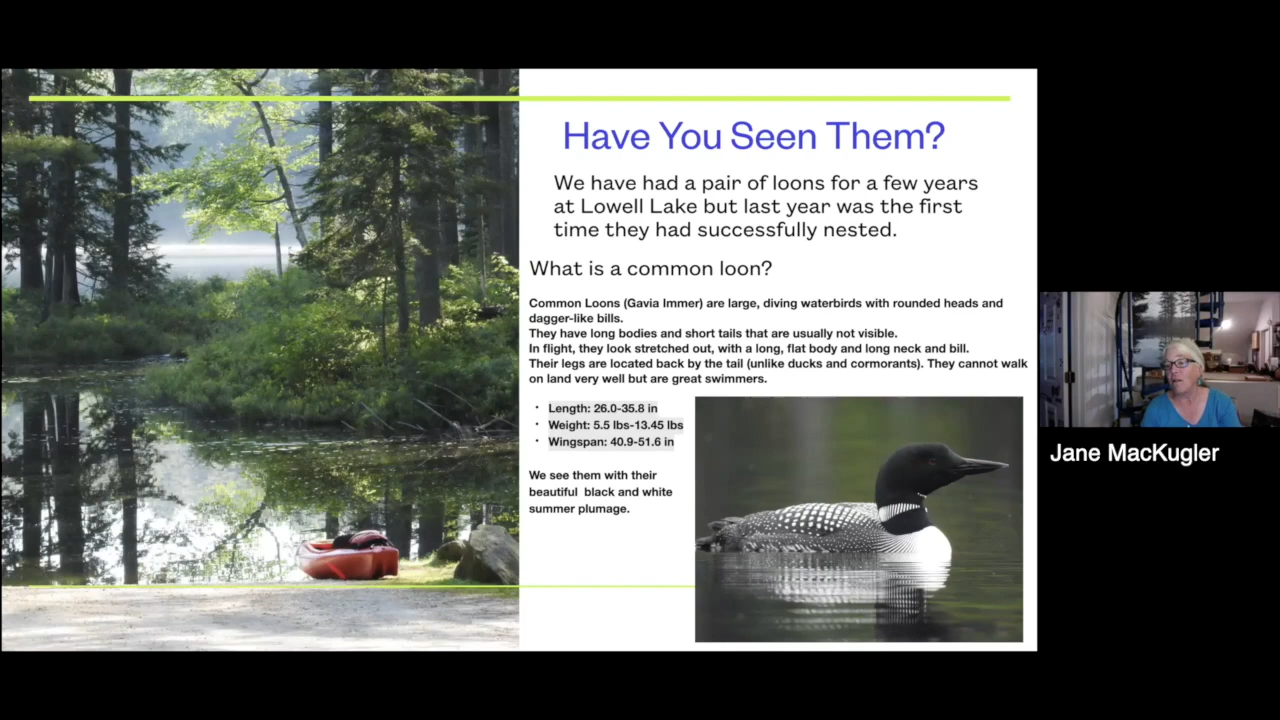 Have You Seen Them?
We have had a pair of loons for a few years
at Lowell Lake but last year was the first
time they had successfully nested.
What is a common loon?
Common Loons (Gavia Immer) are large, diving waterbirds with rounded heads and
dagger-like bills.
They have long bodies and short tails that are usually not visible.
In flight, they look stretched out, with a long, flat body and long neck and bill.
Their legs are located back by the tail (unlike ducks and cormorants). They cannot walk
on land very well but are great swimmers.
· Length: 26.0-35.8 in
· Weight: 5.5 lbs-13.45 lbs
· Wingspan: 40.9-51.6 in
We see them with their
beautiful black and white
summer plumage.
Jane MacKugler